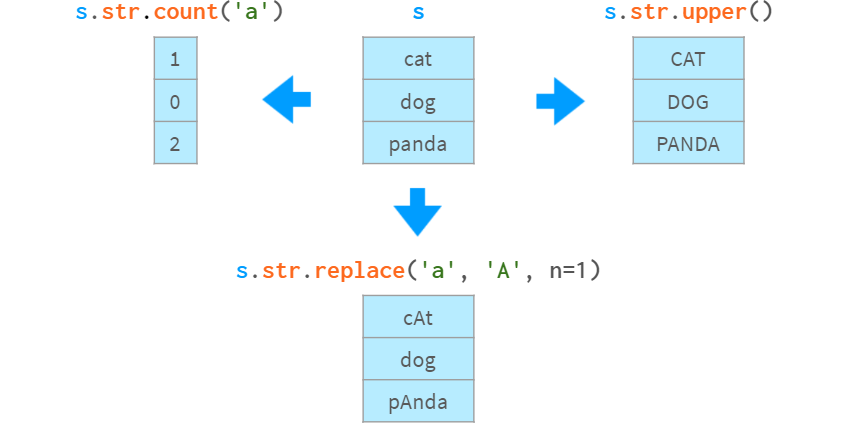 s.str.count('a')
s
s.str.upper()
1
cat
CAT
0
dog
DOG
2
panda
PANDA
s.str.replace('a', 'A', n=1)
cAt
dog
pAnda